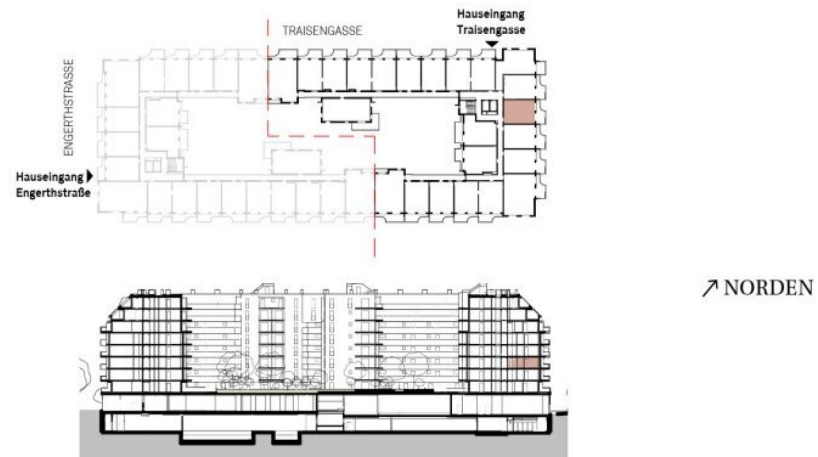 Hauseingang
Traisengasse
TRAISENGASSE
ENGERTHSTRASSE
Hauseingang
Engerthstraße
NORDEN